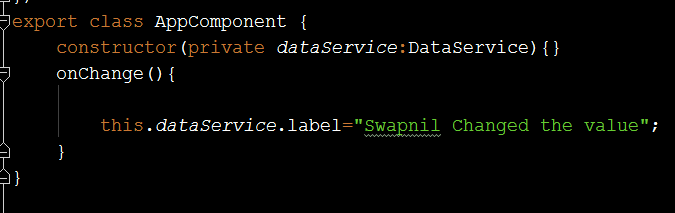 };
export class AppComponent {
constructor(private dataService:DataService){}
onChange(){
this.dataService.label="Swapnil Changed the value";
}
}